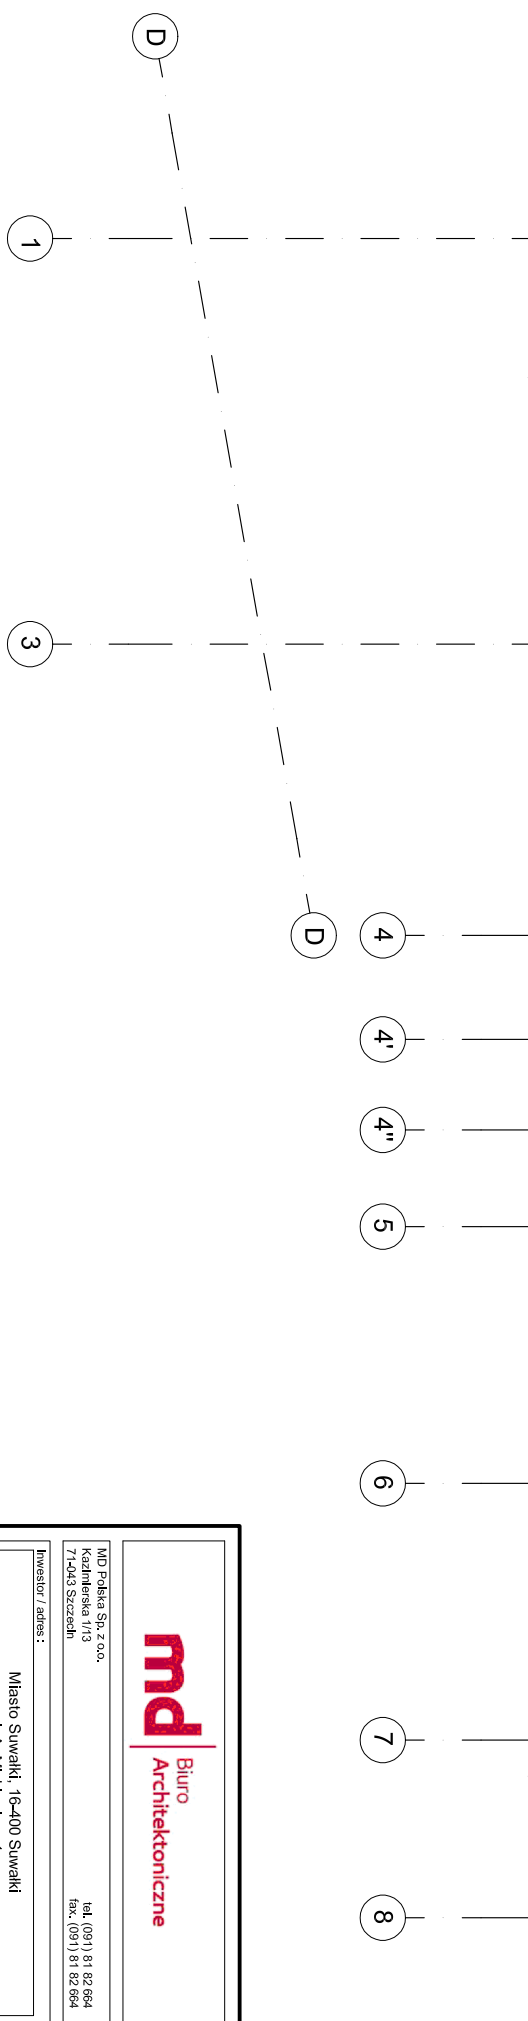 D
1
3
D
4
4'
4"
5
6
7
8
md
Biuro
Architektoniczne
MD Polska Sp. z o.o.
Kazimierska 1/13
71-043 Szczecin
tel. (091) 81 82 664
fax. (091) 81 82 664
Inwestor / adres :
Miasto Suwałki, 16-400 Suwałki